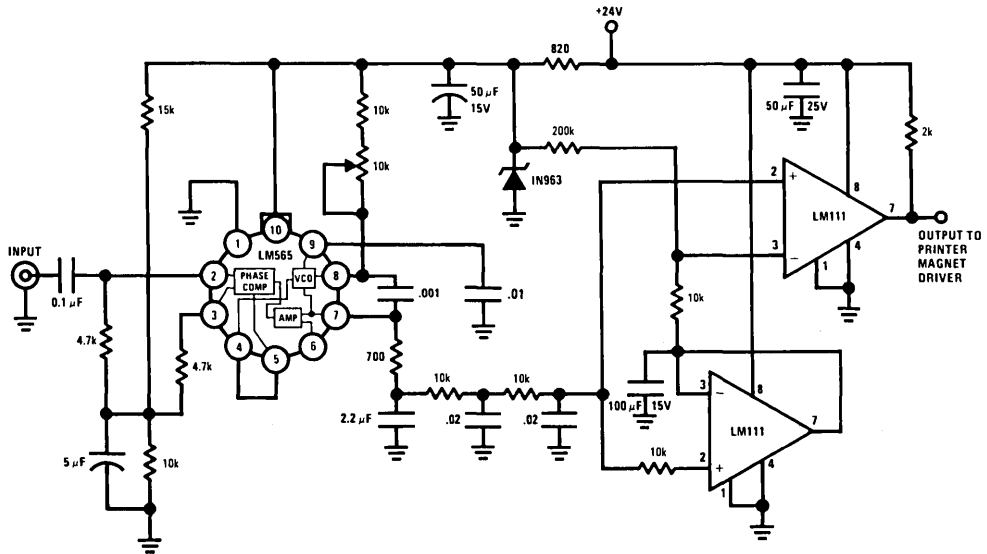 +24V
820
15k
10k
50 µF
15V
50 µF 25V
2k
200k
10k
IN963
2
+
8
7
LM111
3
−
4
1
OUTPUT TO
PRINTER
MAGNET
DRIVER
INPUT
0.1 µF
1
10
9
LM565
2
PHASE
COMP
VCO
8
3
AMP
7
4
5
6
.001
.01
4.7k
4.7k
700
10k
10k
10k
2.2 µF
.02
.02
100 µF
15V
3
−
8
LM111
7
10k
2
+
4
1
5 µF
10k